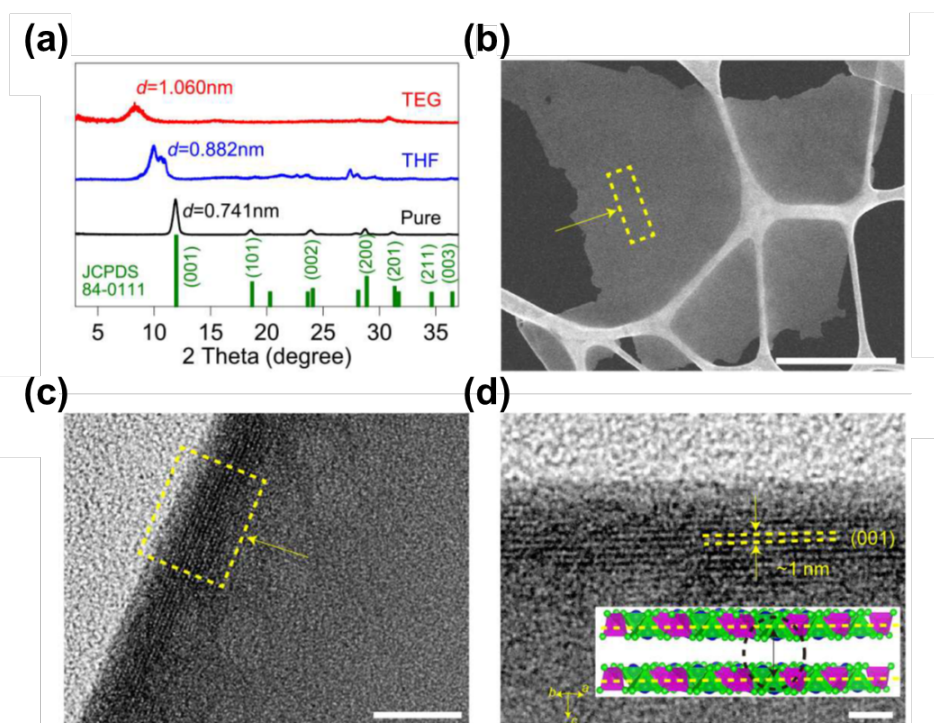 (a)
d=1.060nm
TEG
d=0.882nm
THF
d=0.741nm
Pure
JCPDS
84-0111
(001)
(101)
(002)
(200)
(201)
(211)
(003)
5 10 15 20 25 30 35
2 Theta (degree)
(b)
(c)
(d)
(001)
~1 nm
b a
c